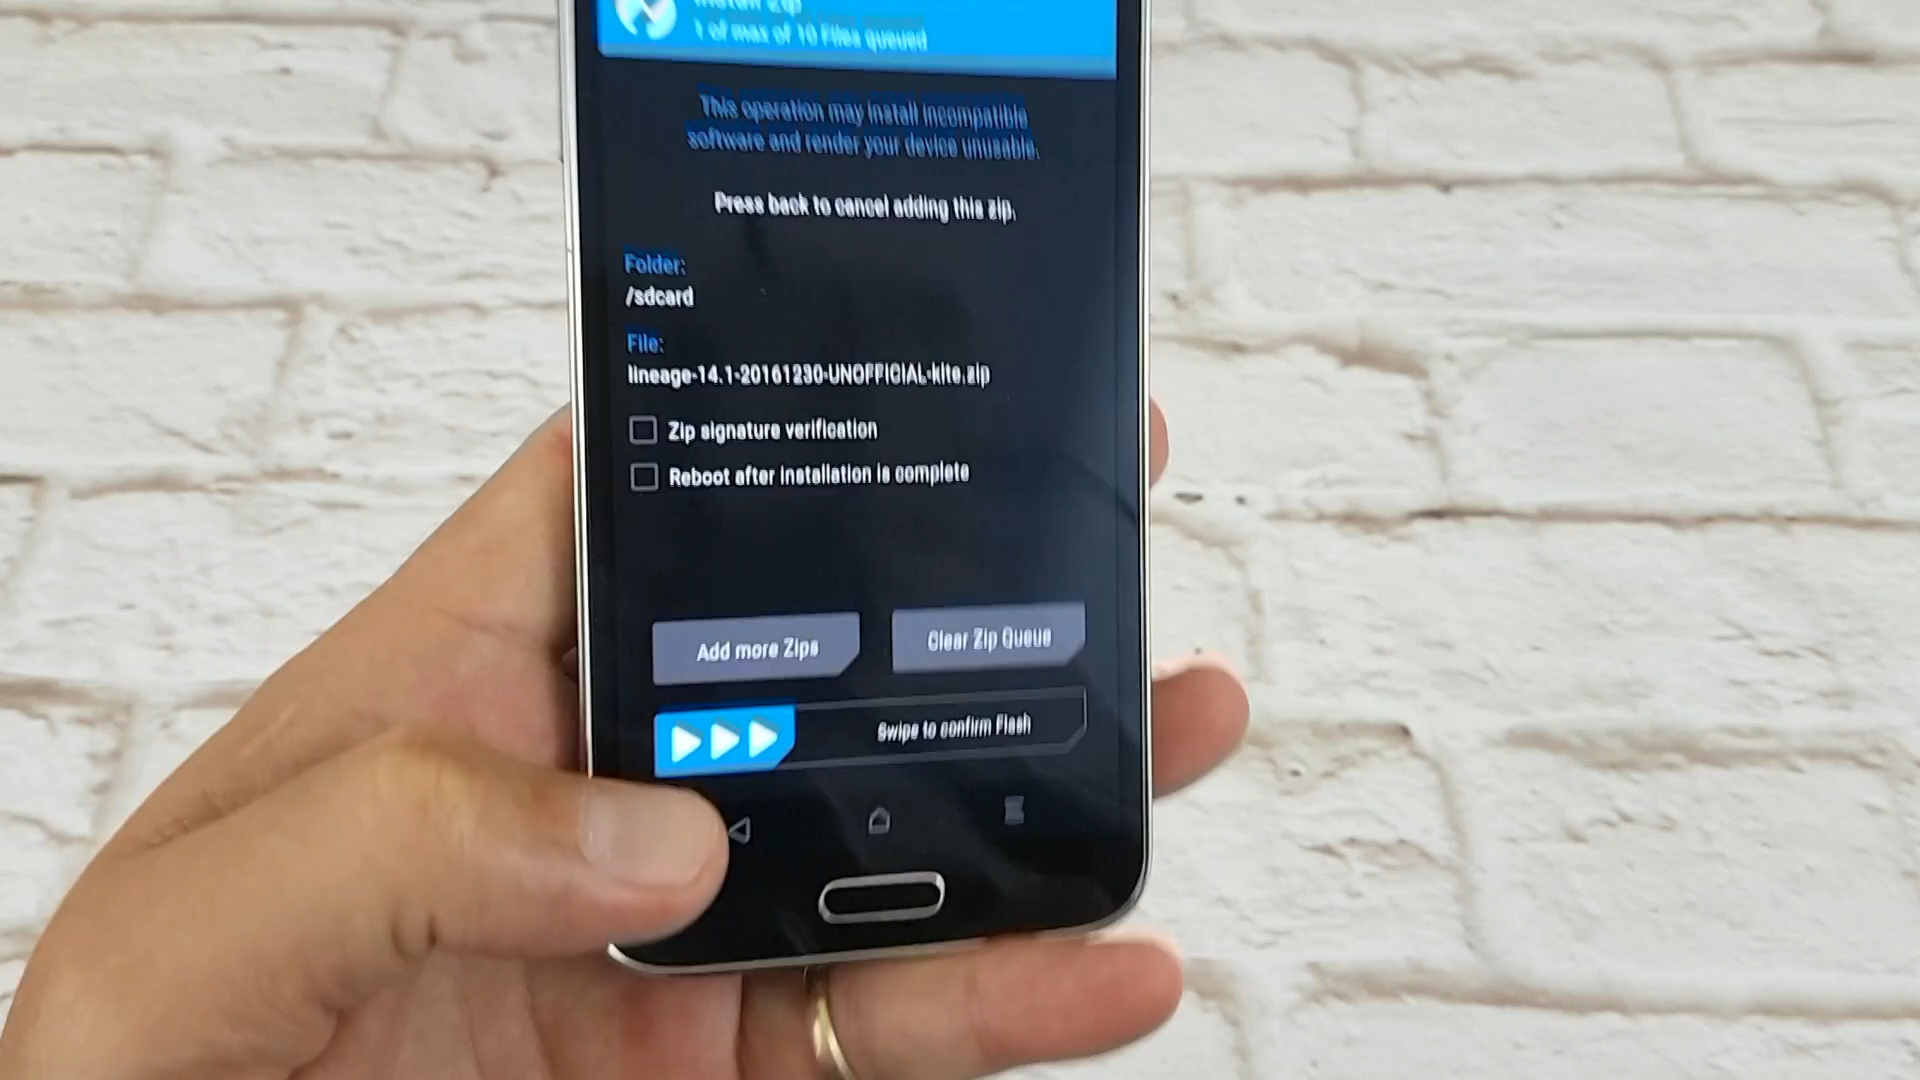 Install Zip
1 of max of 10 Files queued
This operation may install incompatible
software and render your device unusable.
Press back to cancel adding this zip.
Folder:
/sdcard
File:
lineage-14.1-20161230-UNOFFICIAL-klte.zip
Zip signature verification
Reboot after installation is complete
Add more Zips
Clear Zip Queue
Swipe to confirm Flash